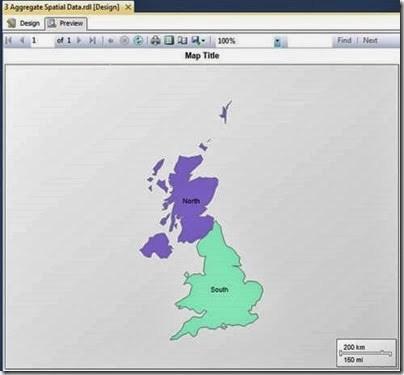 3 Aggregate Spatial Data.rdl [Design]
Design Preview
1 of 1 100% Find | Next
Map Title
North
South
200 km
150 mi